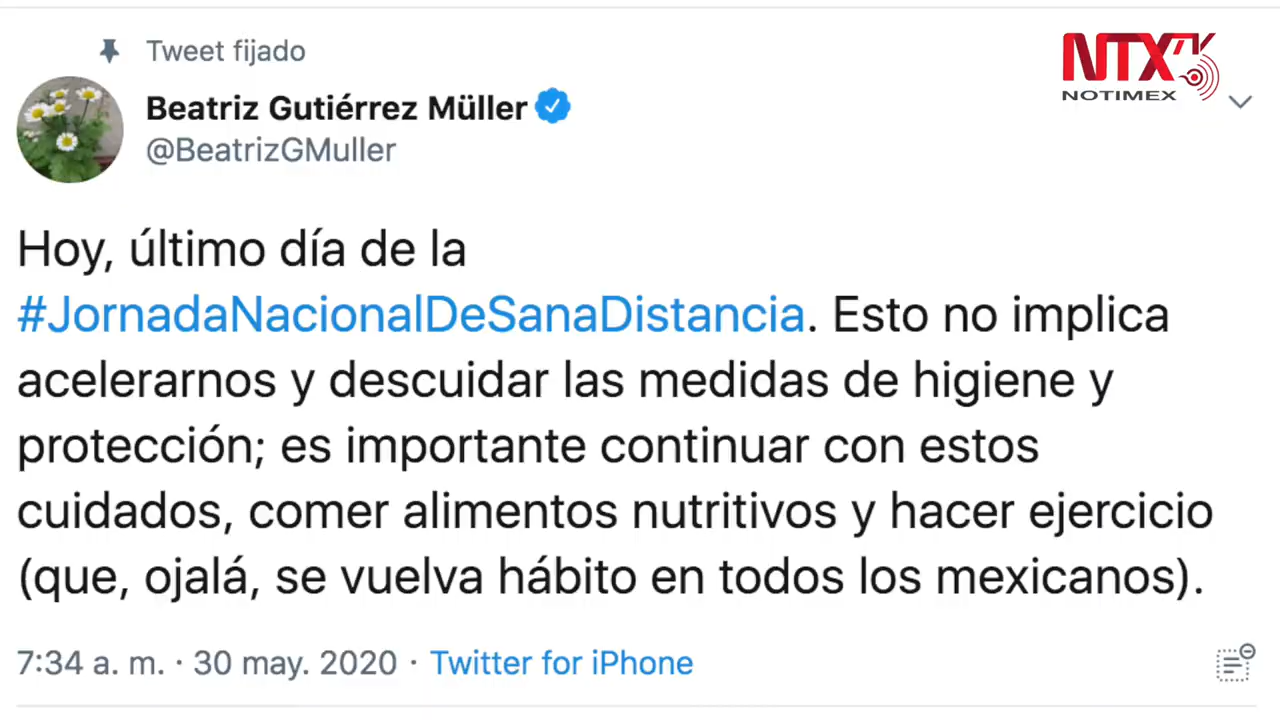 Tweet fijado
NTX
NOTIMEX
Beatriz Gutiérrez Müller
@BeatrizGMuller
Hoy, último día de la
#JornadaNacionalDeSanaDistancia. Esto no implica
acelerarnos y descuidar las medidas de higiene y
protección; es importante continuar con estos
cuidados, comer alimentos nutritivos y hacer ejercicio
(que, ojalá, se vuelva hábito en todos los mexicanos).
7:34 a. m. · 30 may. 2020 · Twitter for iPhone